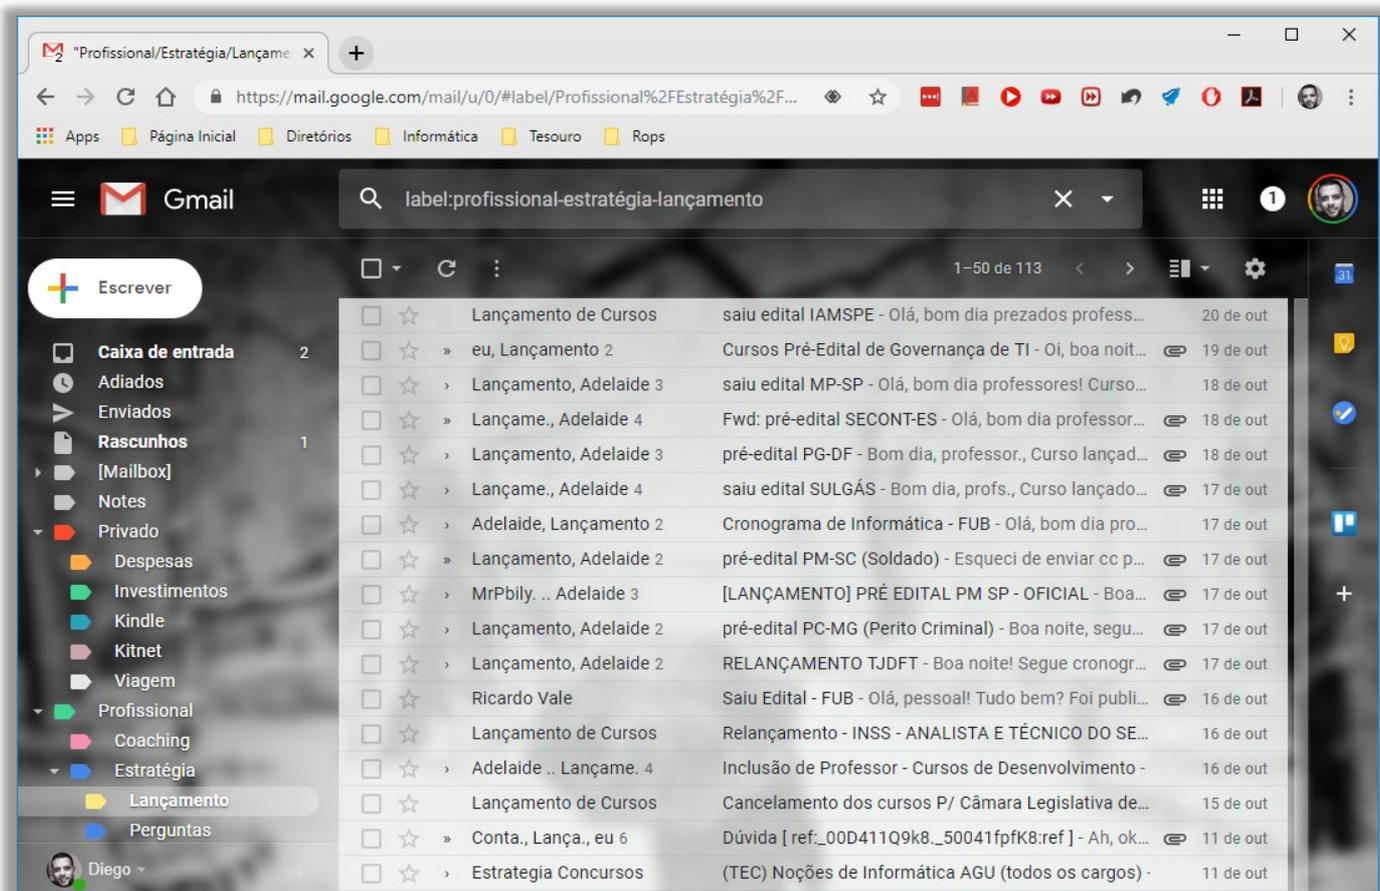 "Profissional/Estratégia/Lançame
https://mail.google.com/mail/u/0/#label/Profissional%2FEstratégia%2F...
Apps Página Inicial Diretórios Informática Tesouro Rops
Gmail label:profissional-estratégia-lançamento 1
Escrever 1–50 de 113 31
Caixa de entrada 2
Adiados
Enviados
Rascunhos 1
[Mailbox]
Notes
Privado
Despesas
Investimentos
Kindle
Kitnet
Viagem
Profissional
Coaching
Estratégia
Lançamento
Perguntas
Diego
Lançamento de Cursos saiu edital IAMSPE - Olá, bom dia prezados profess... 20 de out
» eu, Lançamento 2 Cursos Pré-Edital de Governança de TI - Oi, boa noit... 19 de out
› Lançamento, Adelaide 3 saiu edital MP-SP - Olá, bom dia professores! Curso... 18 de out
» Lançame., Adelaide 4 Fwd: pré-edital SECONT-ES - Olá, bom dia professor... 18 de out
› Lançamento, Adelaide 3 pré-edital PG-DF - Bom dia, professor., Curso lançad... 18 de out
› Lançame., Adelaide 4 saiu edital SULGÁS - Bom dia, profs., Curso lançado... 17 de out
› Adelaide, Lançamento 2 Cronograma de Informática - FUB - Olá, bom dia pro... 17 de out
» Lançamento, Adelaide 2 pré-edital PM-SC (Soldado) - Esqueci de enviar cc p... 17 de out
› MrPbily. .. Adelaide 3 [LANÇAMENTO] PRÉ EDITAL PM SP - OFICIAL - Boa... 17 de out
› Lançamento, Adelaide 2 pré-edital PC-MG (Perito Criminal) - Boa noite, segu... 17 de out
› Lançamento, Adelaide 2 RELANÇAMENTO TJDFT - Boa noite! Segue cronogr... 17 de out
Ricardo Vale Saiu Edital - FUB - Olá, pessoal! Tudo bem? Foi publi... 16 de out
Lançamento de Cursos Relançamento - INSS - ANALISTA E TÉCNICO DO SE... 16 de out
› Adelaide .. Lançame. 4 Inclusão de Professor - Cursos de Desenvolvimento - 16 de out
Lançamento de Cursos Cancelamento dos cursos P/ Câmara Legislativa de... 15 de out
» Conta., Lança., eu 6 Dúvida [ ref:_00D411Q9k8._50041fpfK8:ref ] - Ah, ok... 11 de out
› Estrategia Concursos (TEC) Noções de Informática AGU (todos os cargos) - 11 de out